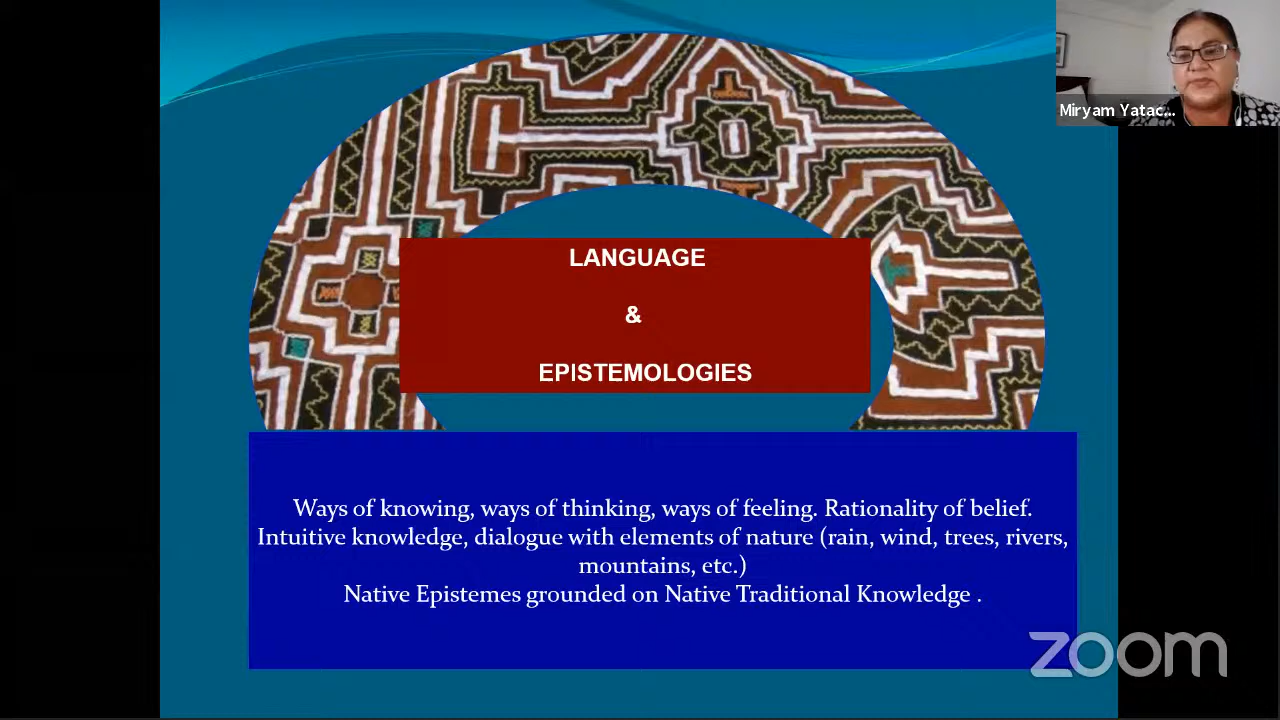 Miryam Yatac...
LANGUAGE
&
EPISTEMOLOGIES
Ways of knowing, ways of thinking, ways of feeling. Rationality of belief.
Intuitive knowledge, dialogue with elements of nature (rain, wind, trees, rivers,
mountains, etc.)
Native Epistemes grounded on Native Traditional Knowledge .
zoom